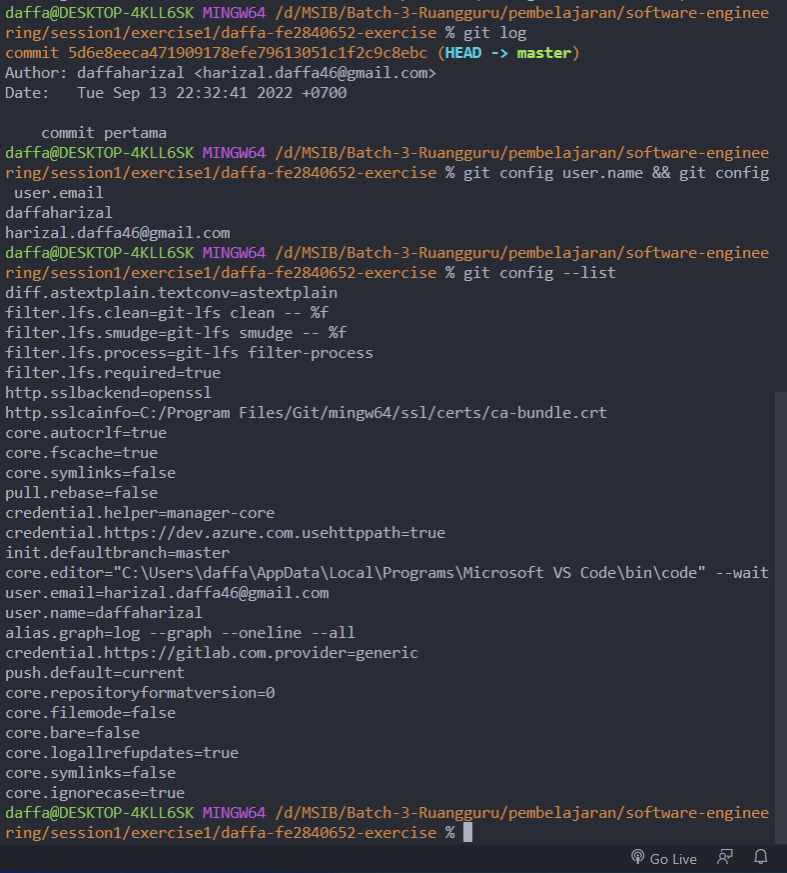 daffa@DESKTOP-4KLL6SK MINGW64 /d/MSIB/Batch-3-Ruangguru/pembelajaran/software-enginee
ring/session1/exercise1/daffa-fe2840652-exercise % git log
commit 5d6e8eeca471909178efe79613051c1f2c9c8ebc (HEAD -> master)
Author: daffaharizal <harizal.daffa46@gmail.com>
Date:   Tue Sep 13 22:32:41 2022 +0700
    commit pertama
daffa@DESKTOP-4KLL6SK MINGW64 /d/MSIB/Batch-3-Ruangguru/pembelajaran/software-enginee
ring/session1/exercise1/daffa-fe2840652-exercise % git config user.name && git config
 user.email
daffaharizal
harizal.daffa46@gmail.com
daffa@DESKTOP-4KLL6SK MINGW64 /d/MSIB/Batch-3-Ruangguru/pembelajaran/software-enginee
ring/session1/exercise1/daffa-fe2840652-exercise % git config --list
diff.astextplain.textconv=astextplain
filter.lfs.clean=git-lfs clean -- %f
filter.lfs.smudge=git-lfs smudge -- %f
filter.lfs.process=git-lfs filter-process
filter.lfs.required=true
http.sslbackend=openssl
http.sslcainfo=C:/Program Files/Git/mingw64/ssl/certs/ca-bundle.crt
core.autocrlf=true
core.fscache=true
core.symlinks=false
pull.rebase=false
credential.helper=manager-core
credential.https://dev.azure.com.usehttppath=true
init.defaultbranch=master
core.editor="C:\Users\daffa\AppData\Local\Programs\Microsoft VS Code\bin\code" --wait
user.email=harizal.daffa46@gmail.com
user.name=daffaharizal
alias.graph=log --graph --oneline --all
credential.https://gitlab.com.provider=generic
push.default=current
core.repositoryformatversion=0
core.filemode=false
core.bare=false
core.logallrefupdates=true
core.symlinks=false
core.ignorecase=true
daffa@DESKTOP-4KLL6SK MINGW64 /d/MSIB/Batch-3-Ruangguru/pembelajaran/software-enginee
ring/session1/exercise1/daffa-fe2840652-exercise %
Go Live